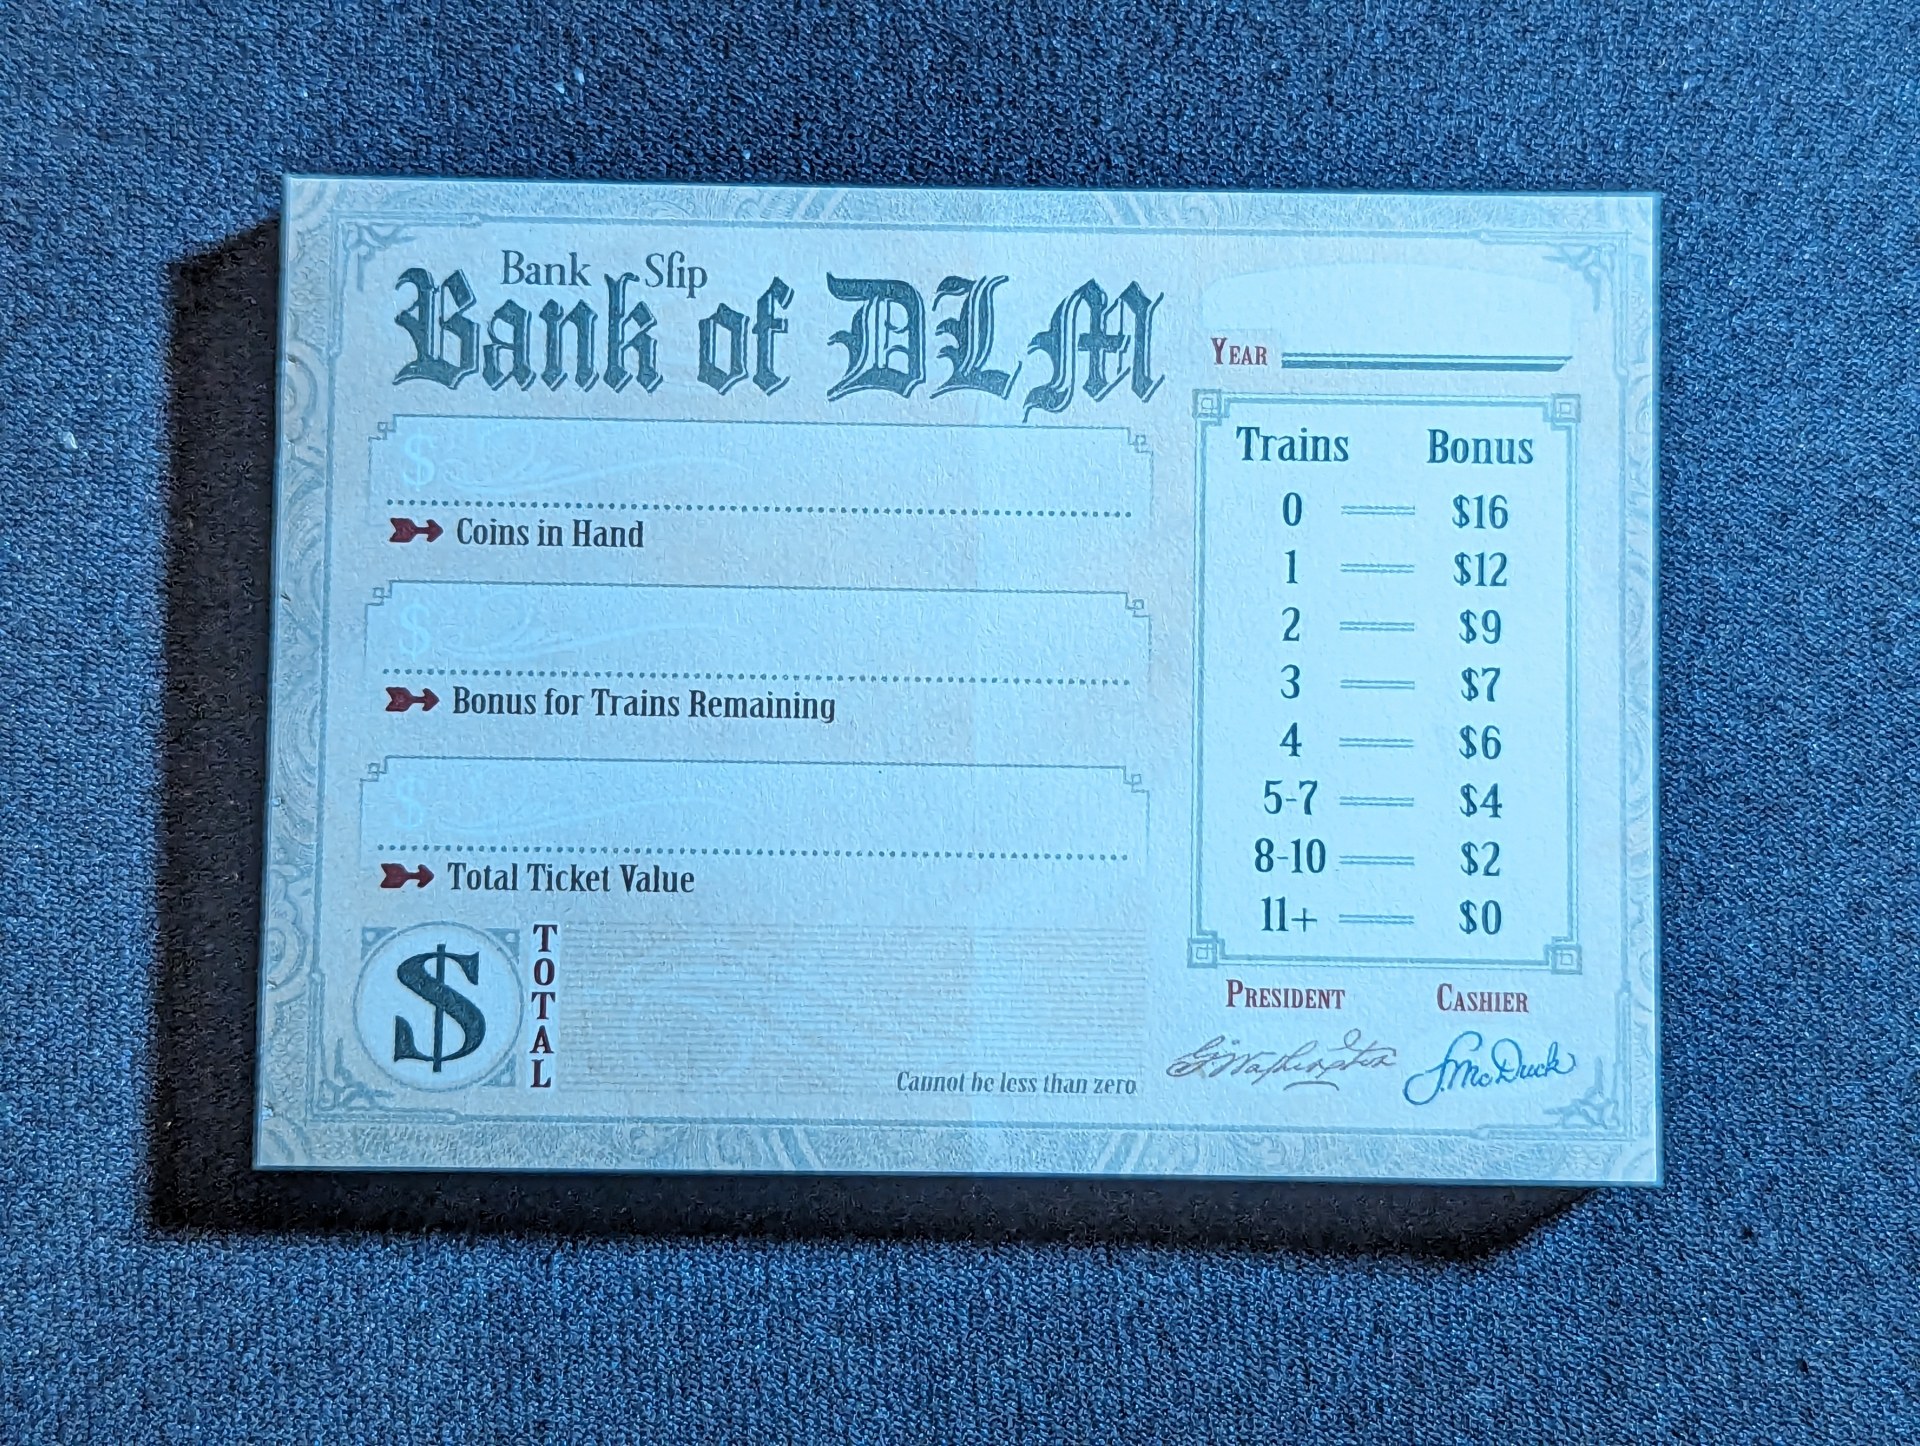 Bank Slip
Bank of DLM
Year
$
Coins in Hand
$
Bonus for Trains Remaining
$
Total Ticket Value
$
TOTAL
Cannot be less than zero
Trains Bonus
0 $16
1 $12
2 $9
3 $7
4 $6
5-7 $4
8-10 $2
11+ $0
President Cashier
G. Washington S. McDuck